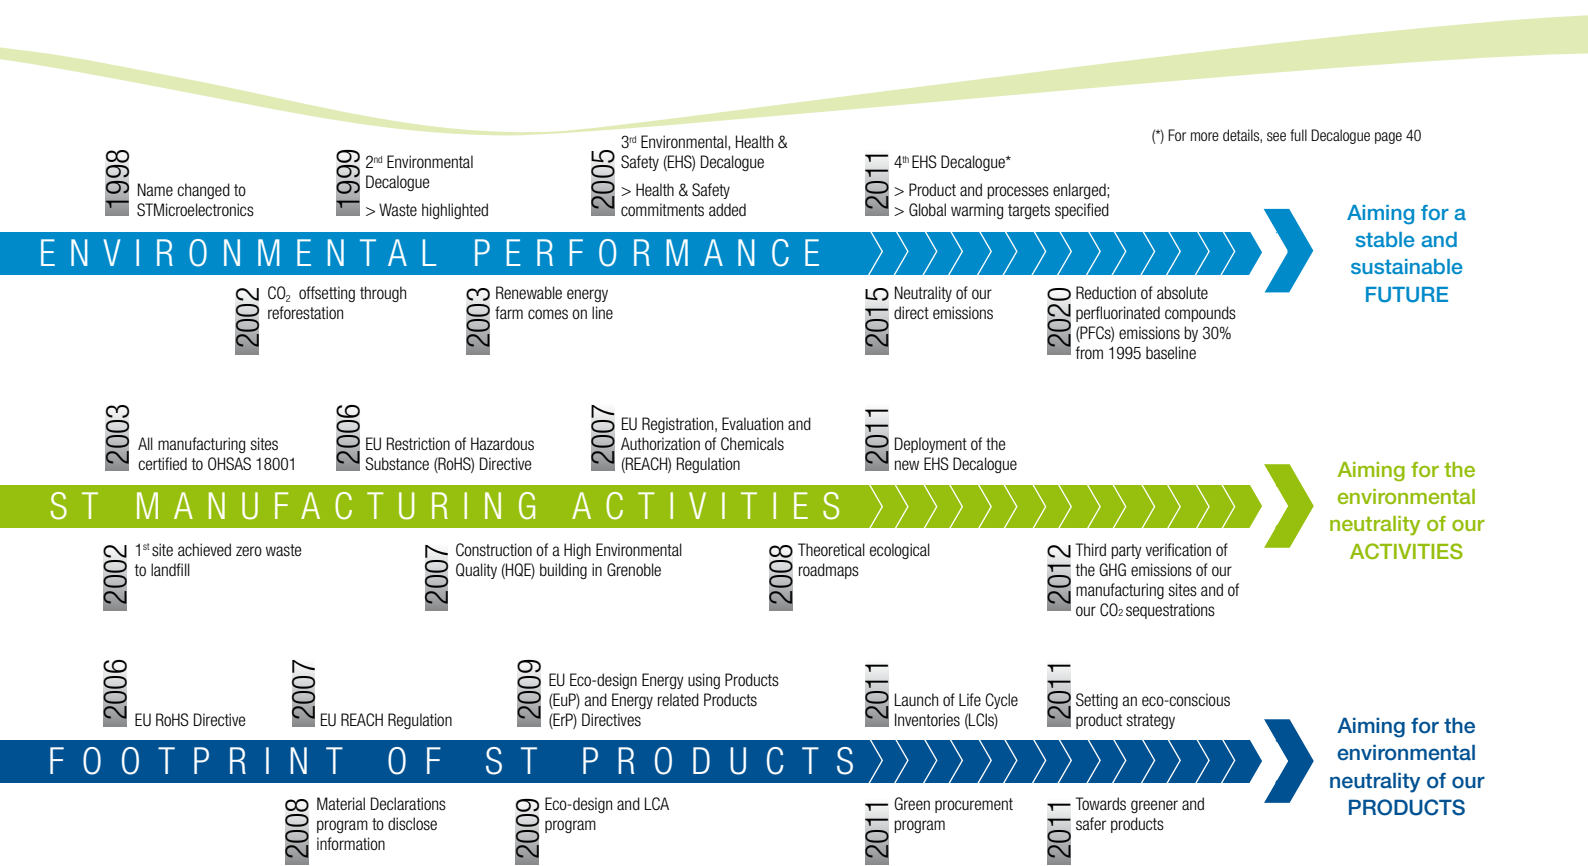 (*) For more details, see full Decalogue page 40
1998
Name changed to
STMicroelectronics
1999
2nd Environmental
Decalogue
> Waste highlighted
2005
3rd Environmental, Health &
Safety (EHS) Decalogue
> Health & Safety
commitments added
2011
4th EHS Decalogue*
> Product and processes enlarged;
> Global warming targets specified
ENVIRONMENTAL PERFORMANCE
Aiming for a
stable and
sustainable
FUTURE
2002
CO2 offsetting through
reforestation
2003
Renewable energy
farm comes on line
2015
Neutrality of our
direct emissions
2020
Reduction of absolute
perfluorinated compounds
(PFCs) emissions by 30%
from 1995 baseline
2003
All manufacturing sites
certified to OHSAS 18001
2006
EU Restriction of Hazardous
Substance (RoHS) Directive
2007
EU Registration, Evaluation and
Authorization of Chemicals
(REACH) Regulation
2011
Deployment of the
new EHS Decalogue
ST MANUFACTURING ACTIVITIES
Aiming for the
environmental
neutrality of our
ACTIVITIES
2002
1st site achieved zero waste
to landfill
2007
Construction of a High Environmental
Quality (HQE) building in Grenoble
2008
Theoretical ecological
roadmaps
2012
Third party verification of
the GHG emissions of our
manufacturing sites and of
our CO2 sequestrations
2006
EU RoHS Directive
2007
EU REACH Regulation
2009
EU Eco-design Energy using Products
(EuP) and Energy related Products
(ErP) Directives
2011
Launch of Life Cycle
Inventories (LCIs)
2011
Setting an eco-conscious
product strategy
FOOTPRINT OF ST PRODUCTS
Aiming for the
environmental
neutrality of our
PRODUCTS
2008
Material Declarations
program to disclose
information
2009
Eco-design and LCA
program
2011
Green procurement
program
2011
Towards greener and
safer products